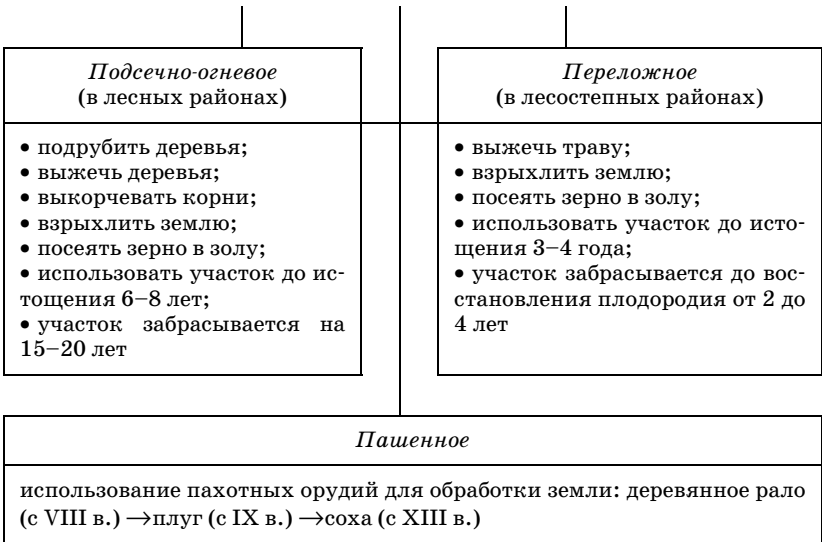 Подсечно-огневое
(в лесных районах)
• подрубить деревья;
• выжечь деревья;
• выкорчевать корни;
• взрыхлить землю;
• посеять зерно в золу;
• использовать участок до ис-
тощения 6–8 лет;
• участок забрасывается на
15–20 лет
Переложное
(в лесостепных районах)
• выжечь траву;
• взрыхлить землю;
• посеять зерно в золу;
• использовать участок до исто-
щения 3–4 года;
• участок забрасывается до вос-
становления плодородия от 2 до
4 лет
Пашенное
использование пахотных орудий для обработки земли: деревянное рало
(с VIII в.) →плуг (с IX в.) →соха (с XIII в.)